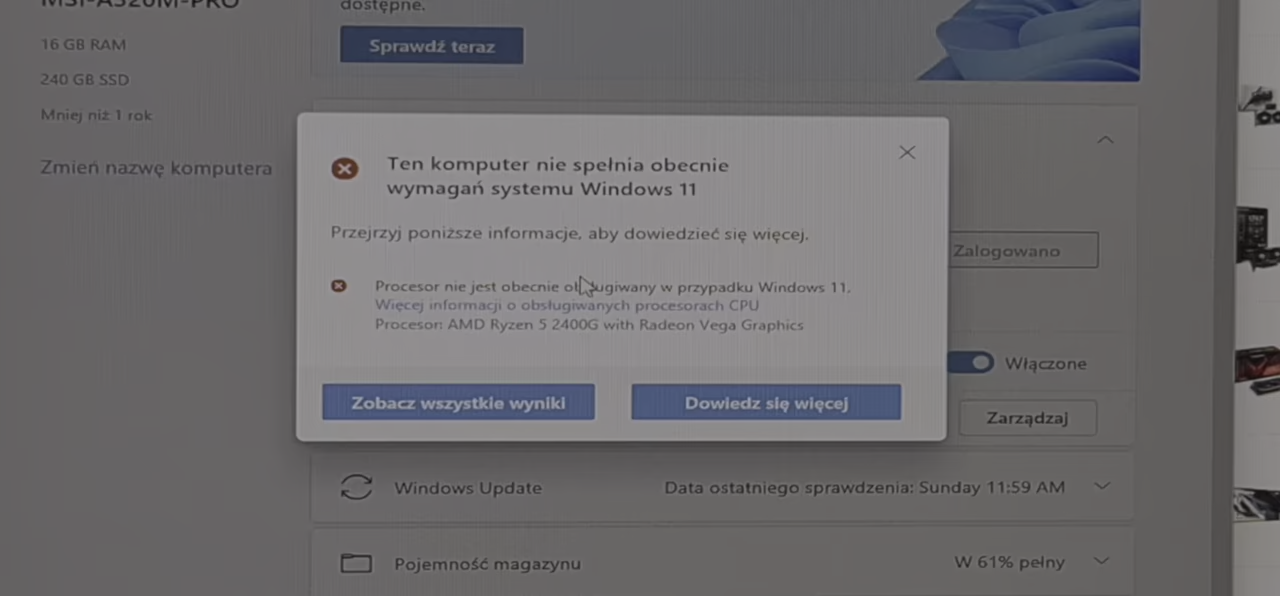 MSI-A320M-PRO
16 GB RAM
240 GB SSD
Mniej niż 1 rok
Zmień nazwę komputera
dostępne.
Sprawdź teraz
Ten komputer nie spełnia obecnie
wymagań systemu Windows 11
Przejrzyj poniższe informacje, aby dowiedzieć się więcej.
Procesor nie jest obecnie obsługiwany w przypadku Windows 11.
Więcej informacji o obsługiwanych procesorach CPU
Procesor: AMD Ryzen 5 2400G with Radeon Vega Graphics
Zobacz wszystkie wyniki
Dowiedz się więcej
Zalogowano
Włączone
Zarządzaj
Windows Update
Data ostatniego sprawdzenia: Sunday 11:59 AM
Pojemność magazynu
W 61% pełny